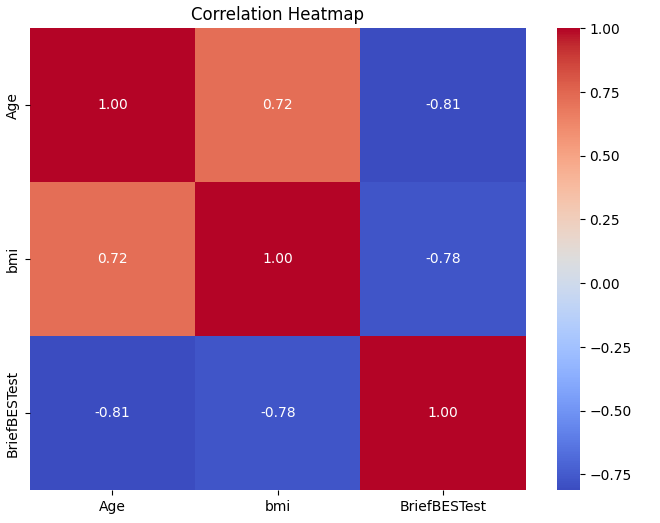 Correlation Heatmap
Age
1.00
0.72
-0.81
bmi
0.72
1.00
-0.78
BriefBESTest
-0.81
-0.78
1.00
Age
bmi
BriefBESTest
1.00
0.75
0.50
0.25
0.00
−0.25
−0.50
−0.75